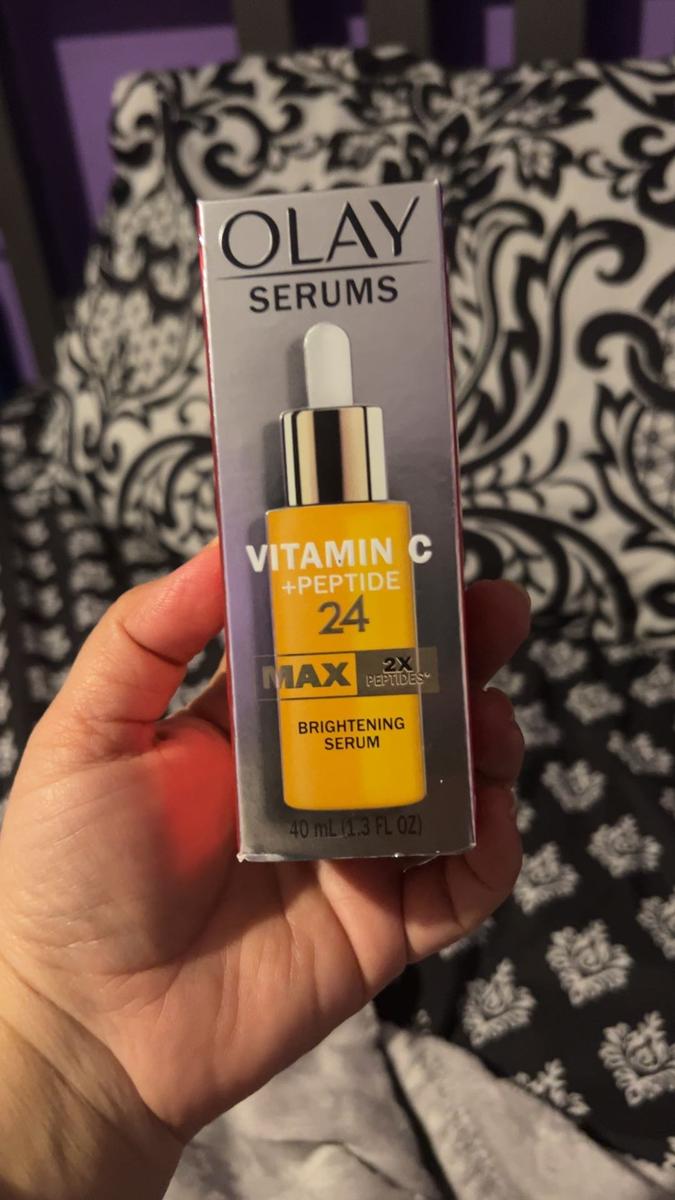 OLAY
SERUMS
VITAMIN C
+PEPTIDE
24
MAX 2X
PEPTIDES*
BRIGHTENING
SERUM
40 mL (1.3 FL OZ)